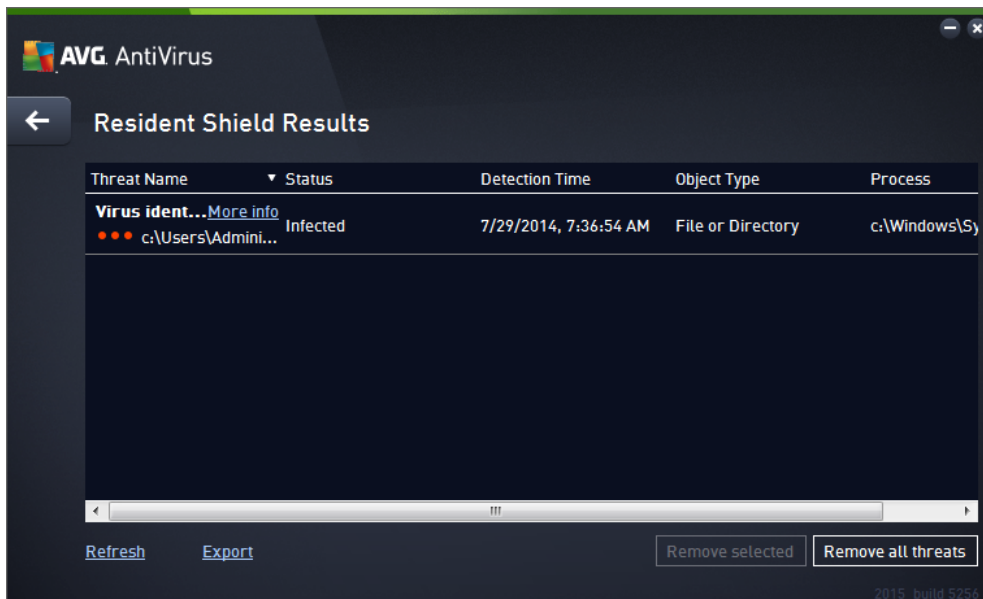 AVG. AntiVirus
Resident Shield Results
Threat Name Status Detection Time Object Type Process
Virus ident...More info
c:\Users\Admini...
Infected 7/29/2014, 7:36:54 AM File or Directory c:\Windows\Sy
Refresh Export Remove selected Remove all threats
2015 build 5256